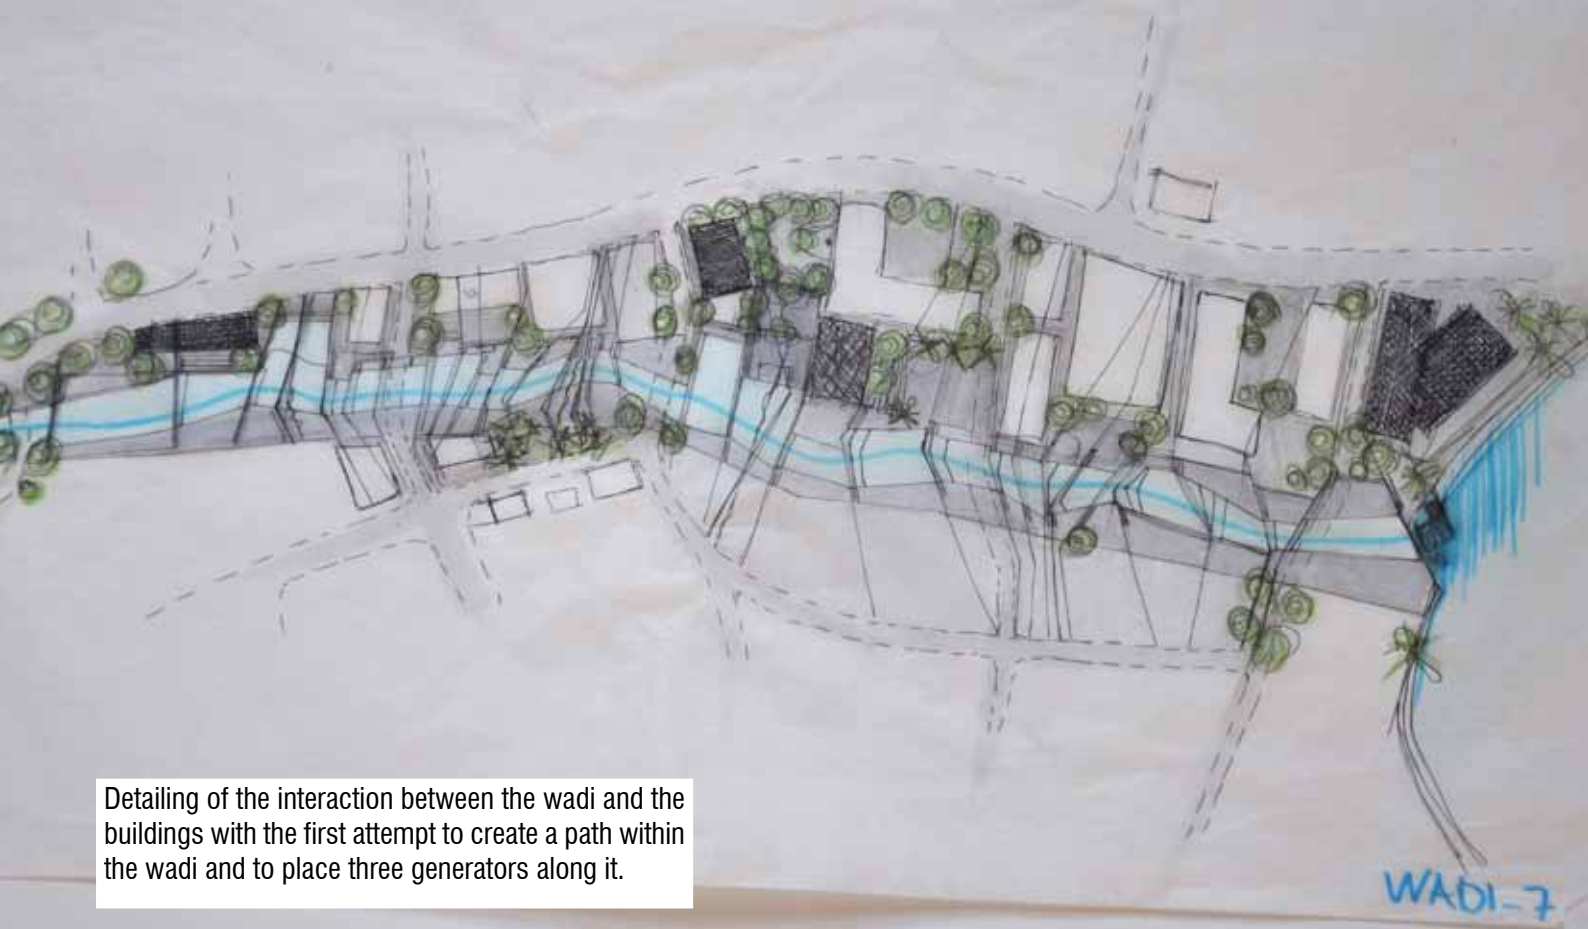 Detailing of the interaction between the wadi and the
buildings with the first attempt to create a path within
the wadi and to place three generators along it.
WADI-7